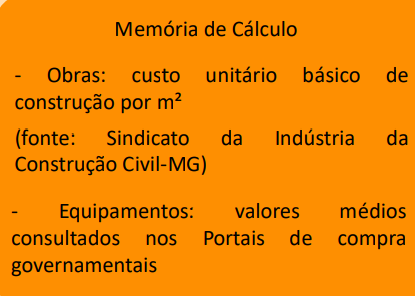 Memória de Cálculo
- Obras: custo unitário básico de
construção por m²
(fonte: Sindicato da Indústria da
Construção Civil-MG)
- Equipamentos: valores médios
consultados nos Portais de compra
governamentais